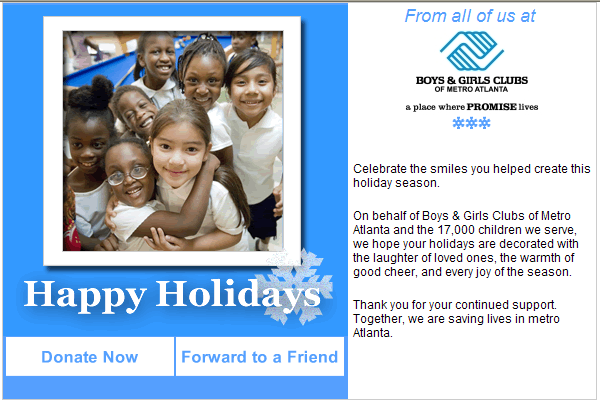 From all of us at
BOYS & GIRLS CLUBS
OF METRO ATLANTA
a place where PROMISE lives
***
Celebrate the smiles you helped create this
holiday season.
On behalf of Boys & Girls Clubs of Metro
Atlanta and the 17,000 children we serve,
we hope your holidays are decorated with
the laughter of loved ones, the warmth of
good cheer, and every joy of the season.
Thank you for your continued support.
Together, we are saving lives in metro
Atlanta.
Happy Holidays
Donate Now
Forward to a Friend